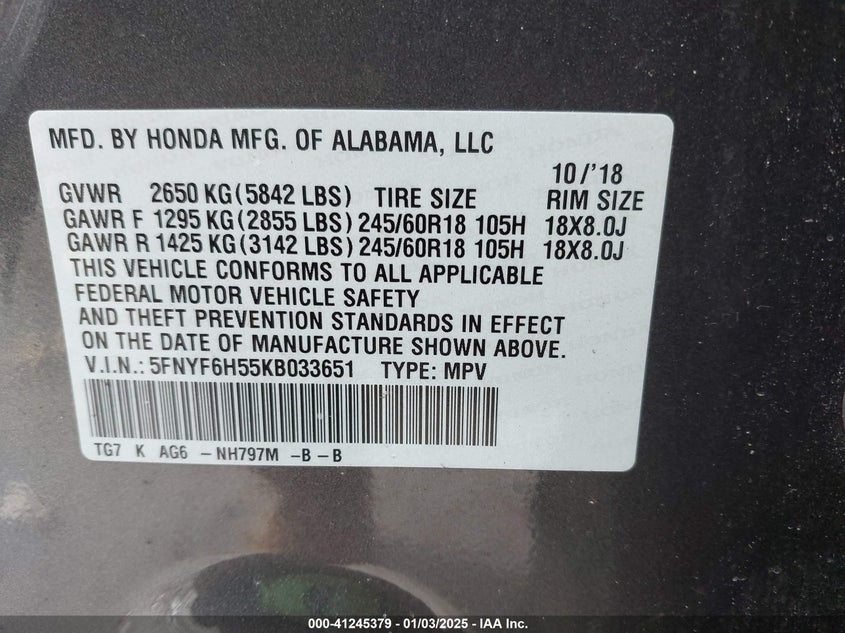 MFD. BY HONDA MFG. OF ALABAMA, LLC
10/'18
GVWR 2650 KG(5842 LBS) TIRE SIZE RIM SIZE
GAWR F 1295 KG(2855 LBS) 245/60R18 105H 18X8.0J
GAWR R 1425 KG(3142 LBS) 245/60R18 105H 18X8.0J
THIS VEHICLE CONFORMS TO ALL APPLICABLE
FEDERAL MOTOR VEHICLE SAFETY
AND THEFT PREVENTION STANDARDS IN EFFECT
ON THE DATE OF MANUFACTURE SHOWN ABOVE.
V.I.N.: 5FNYF6H55KB033651 TYPE: MPV
TG7 K AG6 -NH797M -B-B
000-41245379 - 01/03/2025 - IAA Inc.